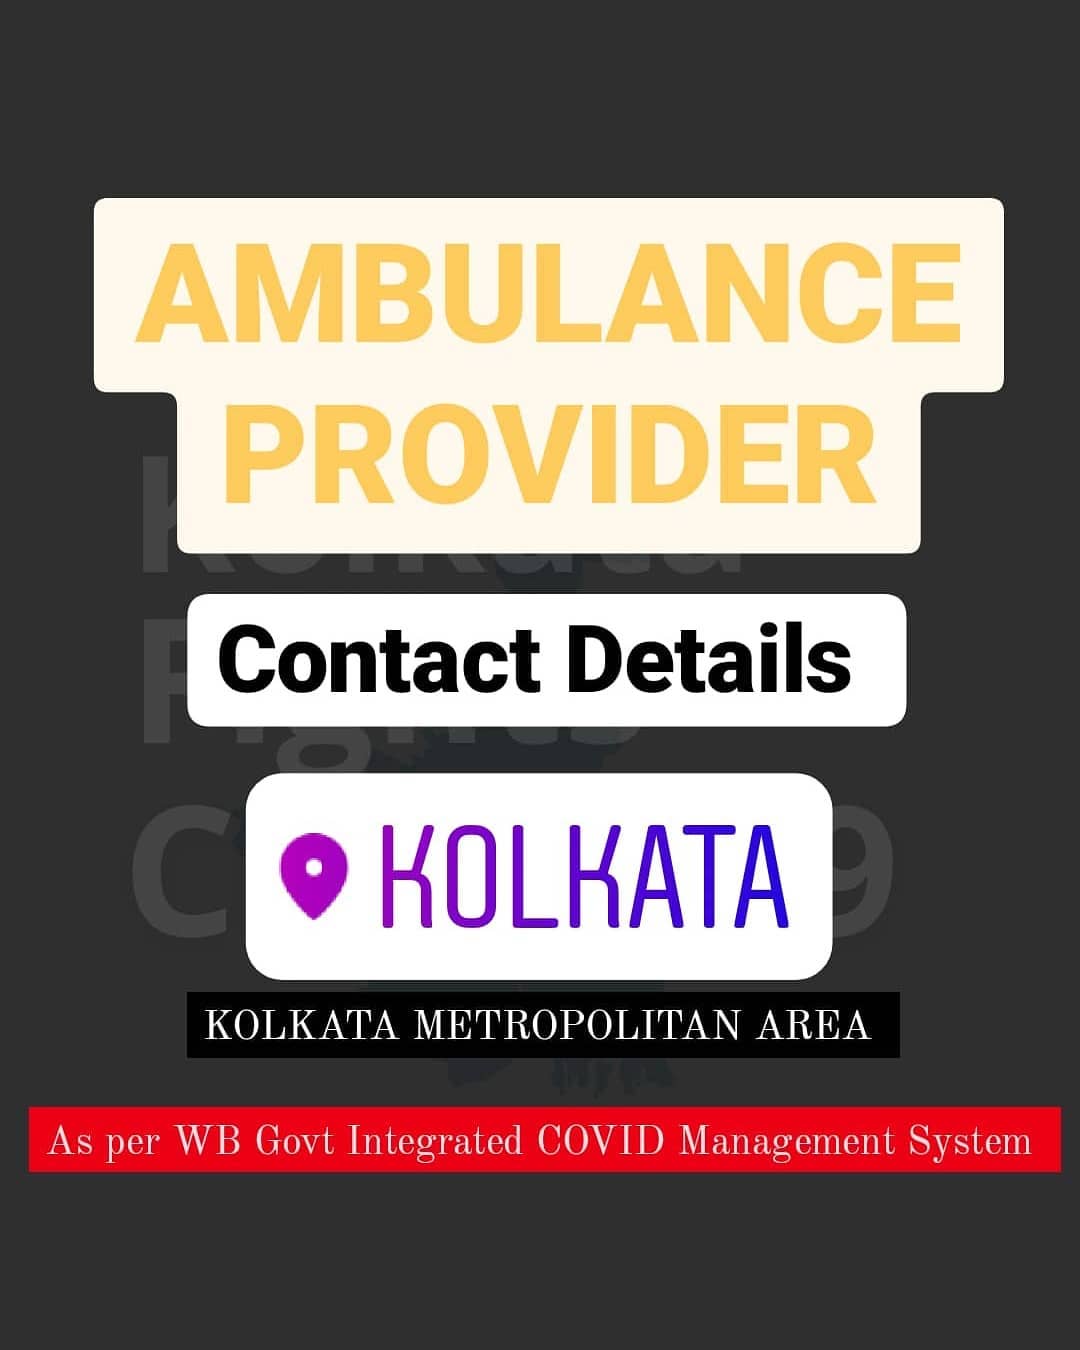 AMBULANCE
PROVIDER
Contact Details
KOLKATA
KOLKATA METROPOLITAN AREA
As per WB Govt Integrated COVID Management System